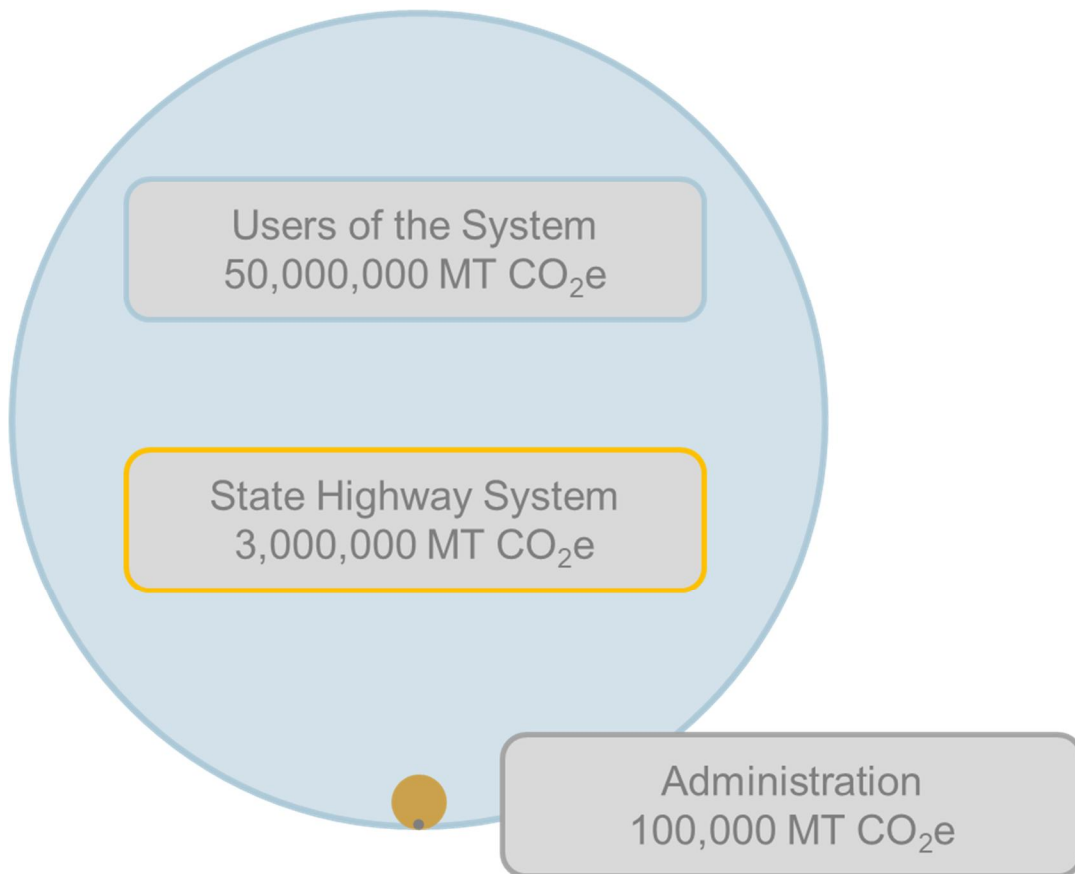 Users of the System
50,000,000 MT CO₂e
State Highway System
3,000,000 MT CO₂e
Administration
100,000 MT CO₂e